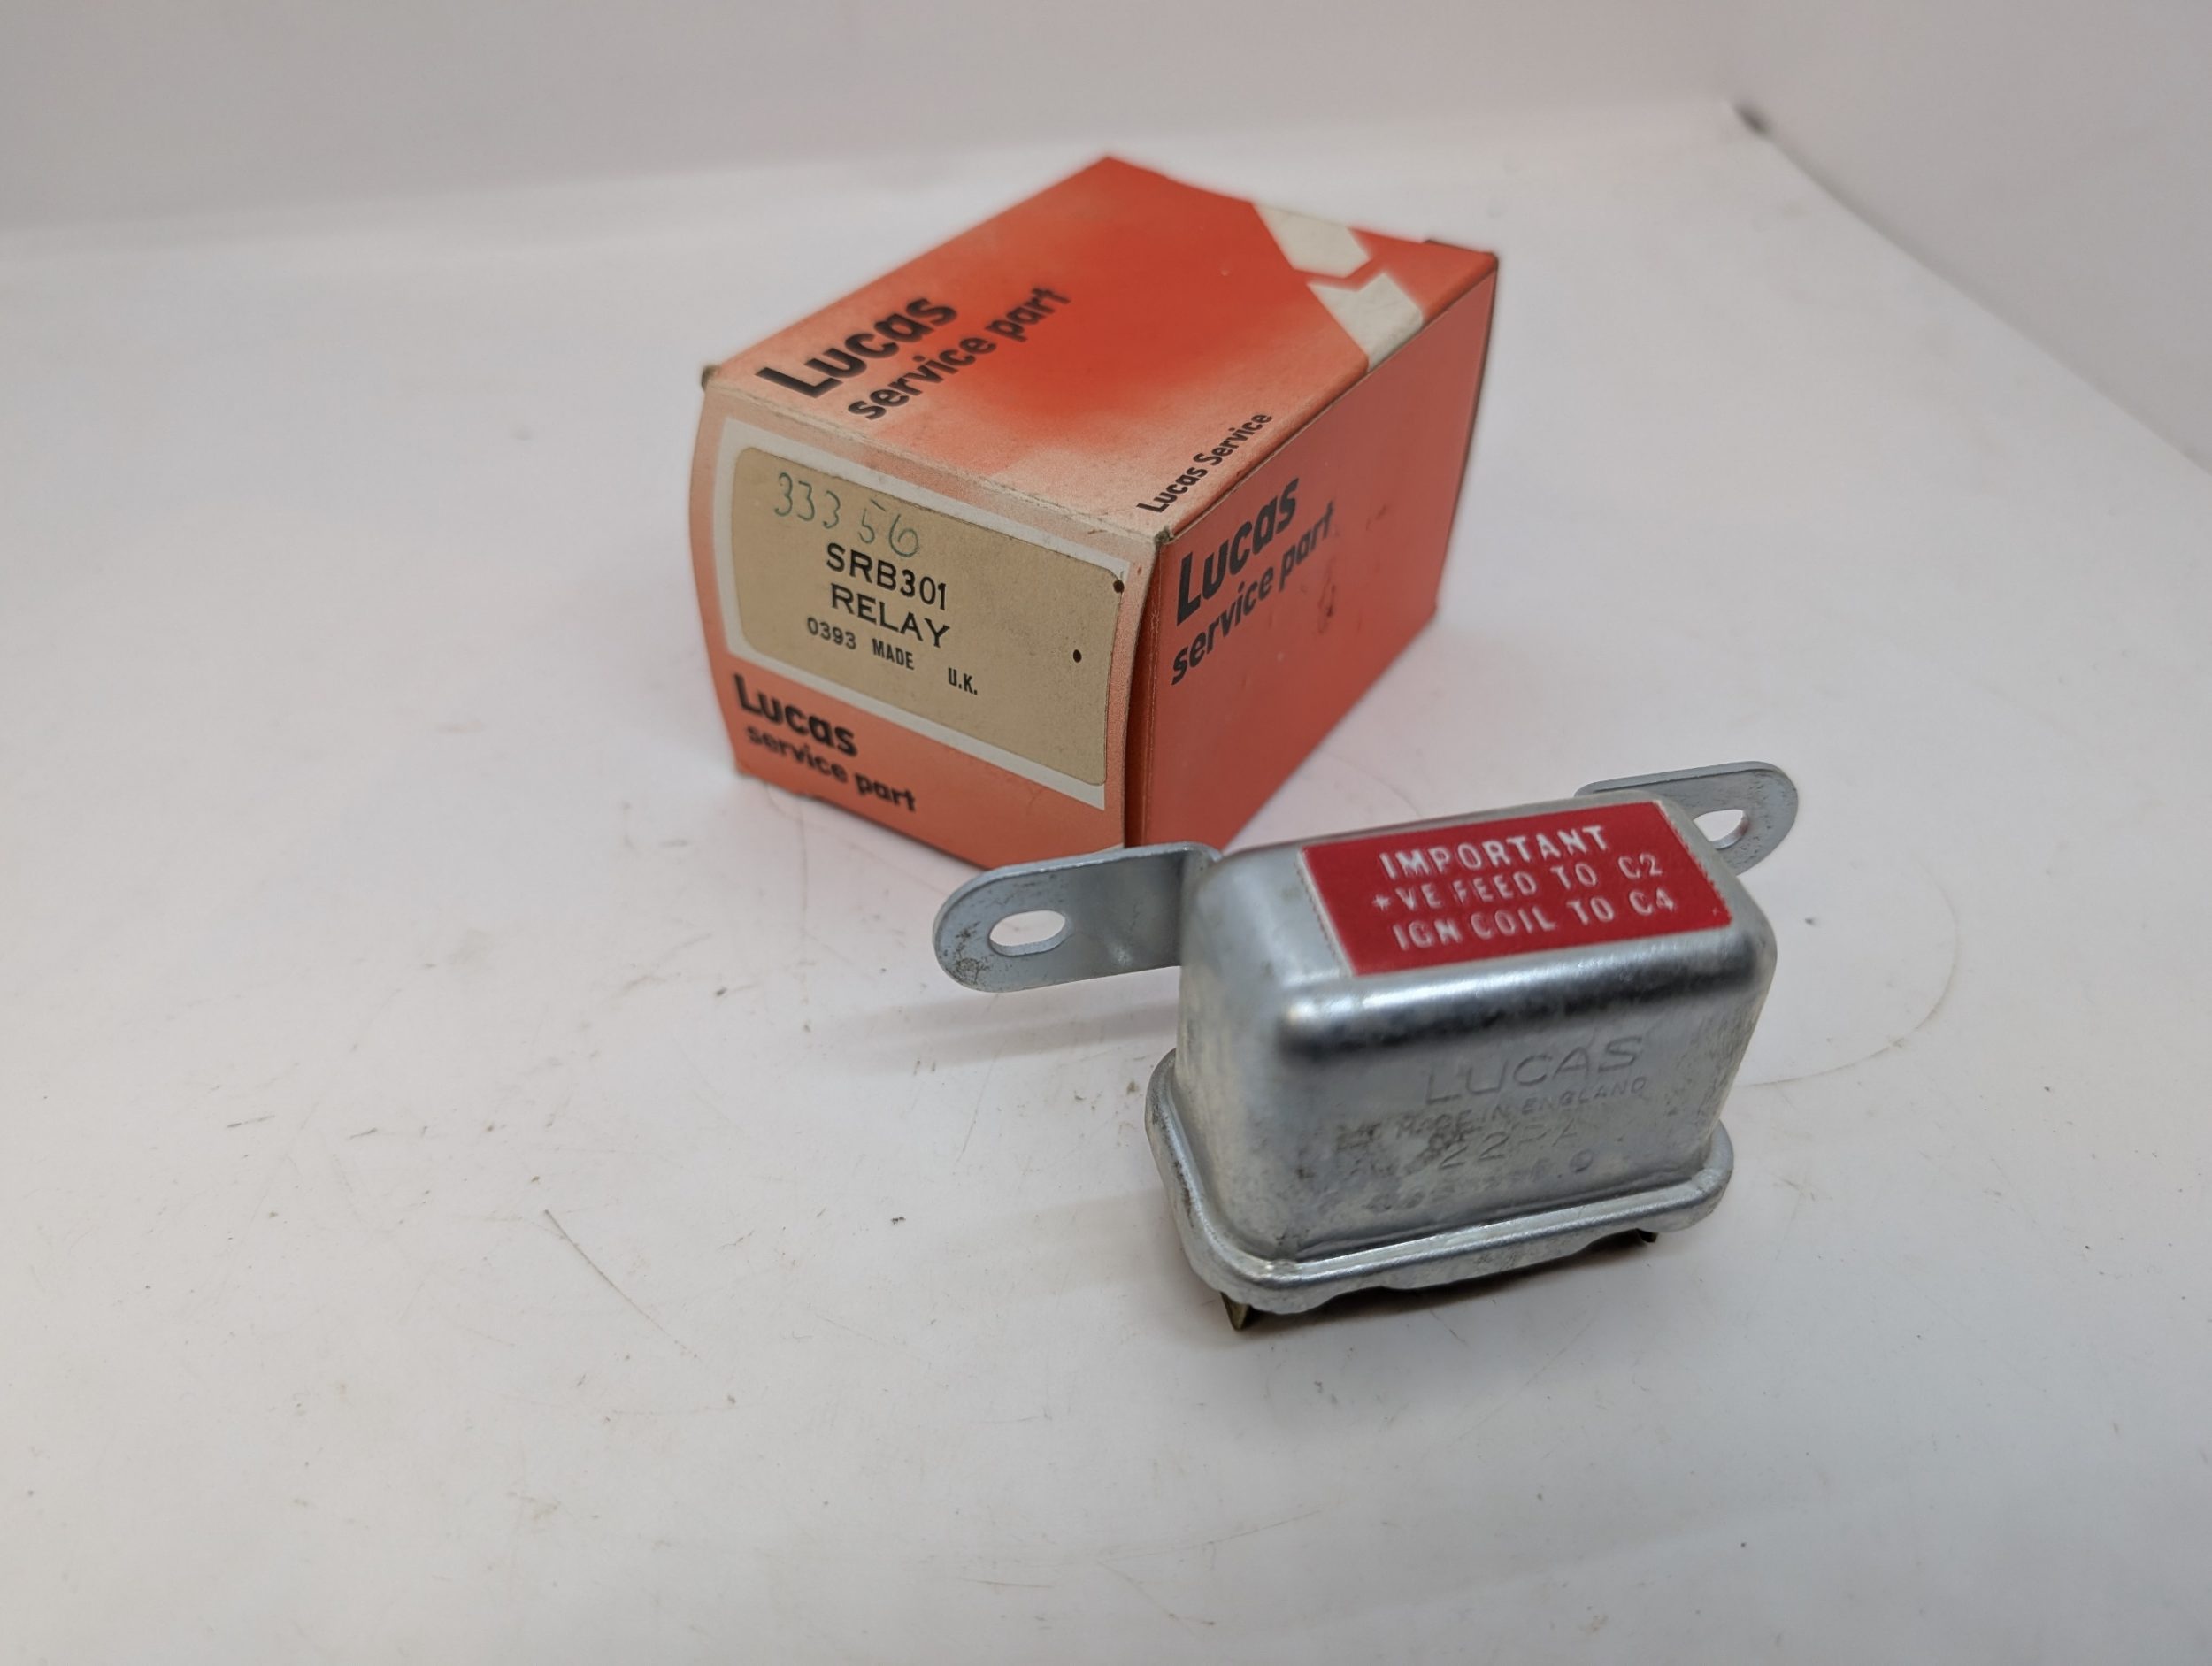 Lucas
service part
Lucas Service
33356
SRB301
RELAY
0393 MADE U.K.
Lucas
service part
Lucas
service part
IMPORTANT
+VE FEED TO C2
IGN COIL TO C4
LUCAS
MADE IN ENGLAND